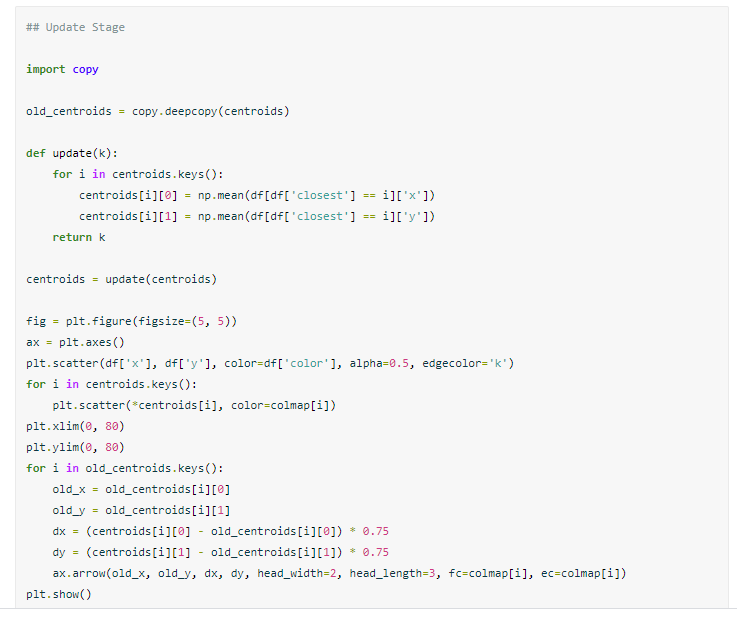 ## Update Stage
import copy
old_centroids = copy.deepcopy(centroids)
def update(k):
    for i in centroids.keys():
        centroids[i][0] = np.mean(df[df['closest'] == i]['x'])
        centroids[i][1] = np.mean(df[df['closest'] == i]['y'])
    return k
centroids = update(centroids)
fig = plt.figure(figsize=(5, 5))
ax = plt.axes()
plt.scatter(df['x'], df['y'], color=df['color'], alpha=0.5, edgecolor='k')
for i in centroids.keys():
    plt.scatter(*centroids[i], color=colmap[i])
plt.xlim(0, 80)
plt.ylim(0, 80)
for i in old_centroids.keys():
    old_x = old_centroids[i][0]
    old_y = old_centroids[i][1]
    dx = (centroids[i][0] - old_centroids[i][0]) * 0.75
    dy = (centroids[i][1] - old_centroids[i][1]) * 0.75
    ax.arrow(old_x, old_y, dx, dy, head_width=2, head_length=3, fc=colmap[i], ec=colmap[i])
plt.show()